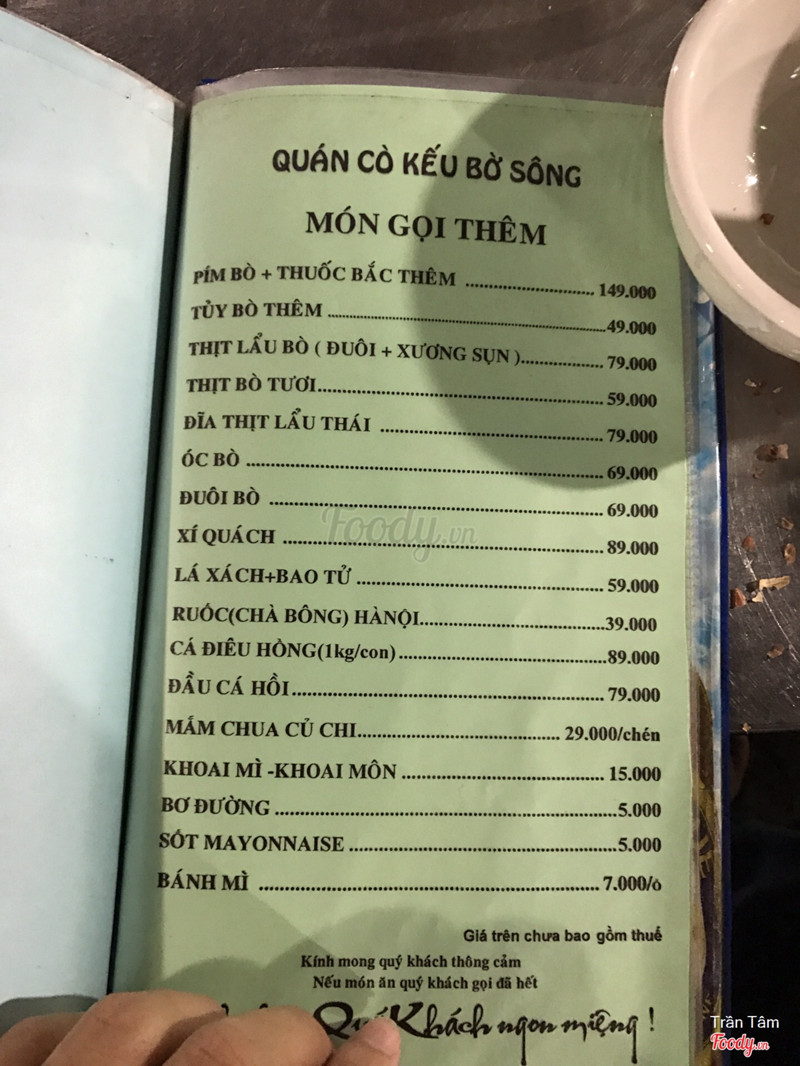 QUÁN CÒ KẾU BỜ SÔNG
MÓN GỌI THÊM
PÍM BÒ + THUỐC BẮC THÊM ........................... 149.000
TỦY BÒ THÊM ..........................................................49.000
THỊT LẨU BÒ ( ĐUÔI + XƯƠNG SỤN )................. 79.000
THỊT BÒ TƯƠI............................................................ 59.000
ĐĨA THỊT LẨU THÁI ............................................... 79.000
ÓC BÒ ........................................................................... 69.000
ĐUÔI BÒ ...................................................................... 69.000
XÍ QUÁCH ................................................................... 89.000
LÁ XÁCH+BAO TỬ ..................................................... 59.000
RUÓC(CHÀ BÔNG) HÀNỘI.......................................39.000
CÁ ĐIÊU HỒNG(1kg/con)...........................................89.000
ĐẦU CÁ HỒI................................................................. 79.000
MẮM CHUA CỦ CHI........................................... 29.000/chén
KHOAI MÌ -KHOAI MÔN .......................................... 15.000
BƠ ĐƯỜNG ....................................................................5.000
SỐT MAYONNAISE .......................................................5.000
BÁNH MÌ ................................................................ 7.000/ổ
Giá trên chưa bao gồm thuế
Kính mong quý khách thông cảm
Nếu món ăn quý khách gọi đã hết
Quý Khách ngon miệng !
Foody.vn
Trần Tâm
Foody.vn